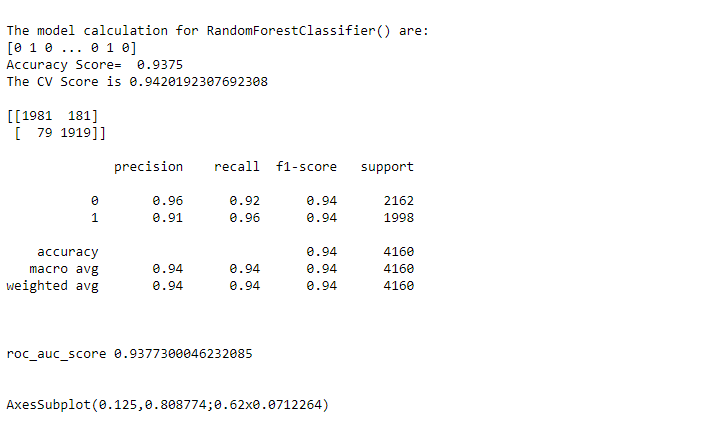 The model calculation for RandomForestClassifier() are:
[0 1 0 ... 0 1 0]
Accuracy Score=  0.9375
The CV Score is 0.9420192307692308
[[1981  181]
 [  79 1919]]
              precision    recall  f1-score   support
           0       0.96      0.92      0.94      2162
           1       0.91      0.96      0.94      1998
    accuracy                           0.94      4160
   macro avg       0.94      0.94      0.94      4160
weighted avg       0.94      0.94      0.94      4160
roc_auc_score 0.9377300046232085
AxesSubplot(0.125,0.808774;0.62x0.0712264)